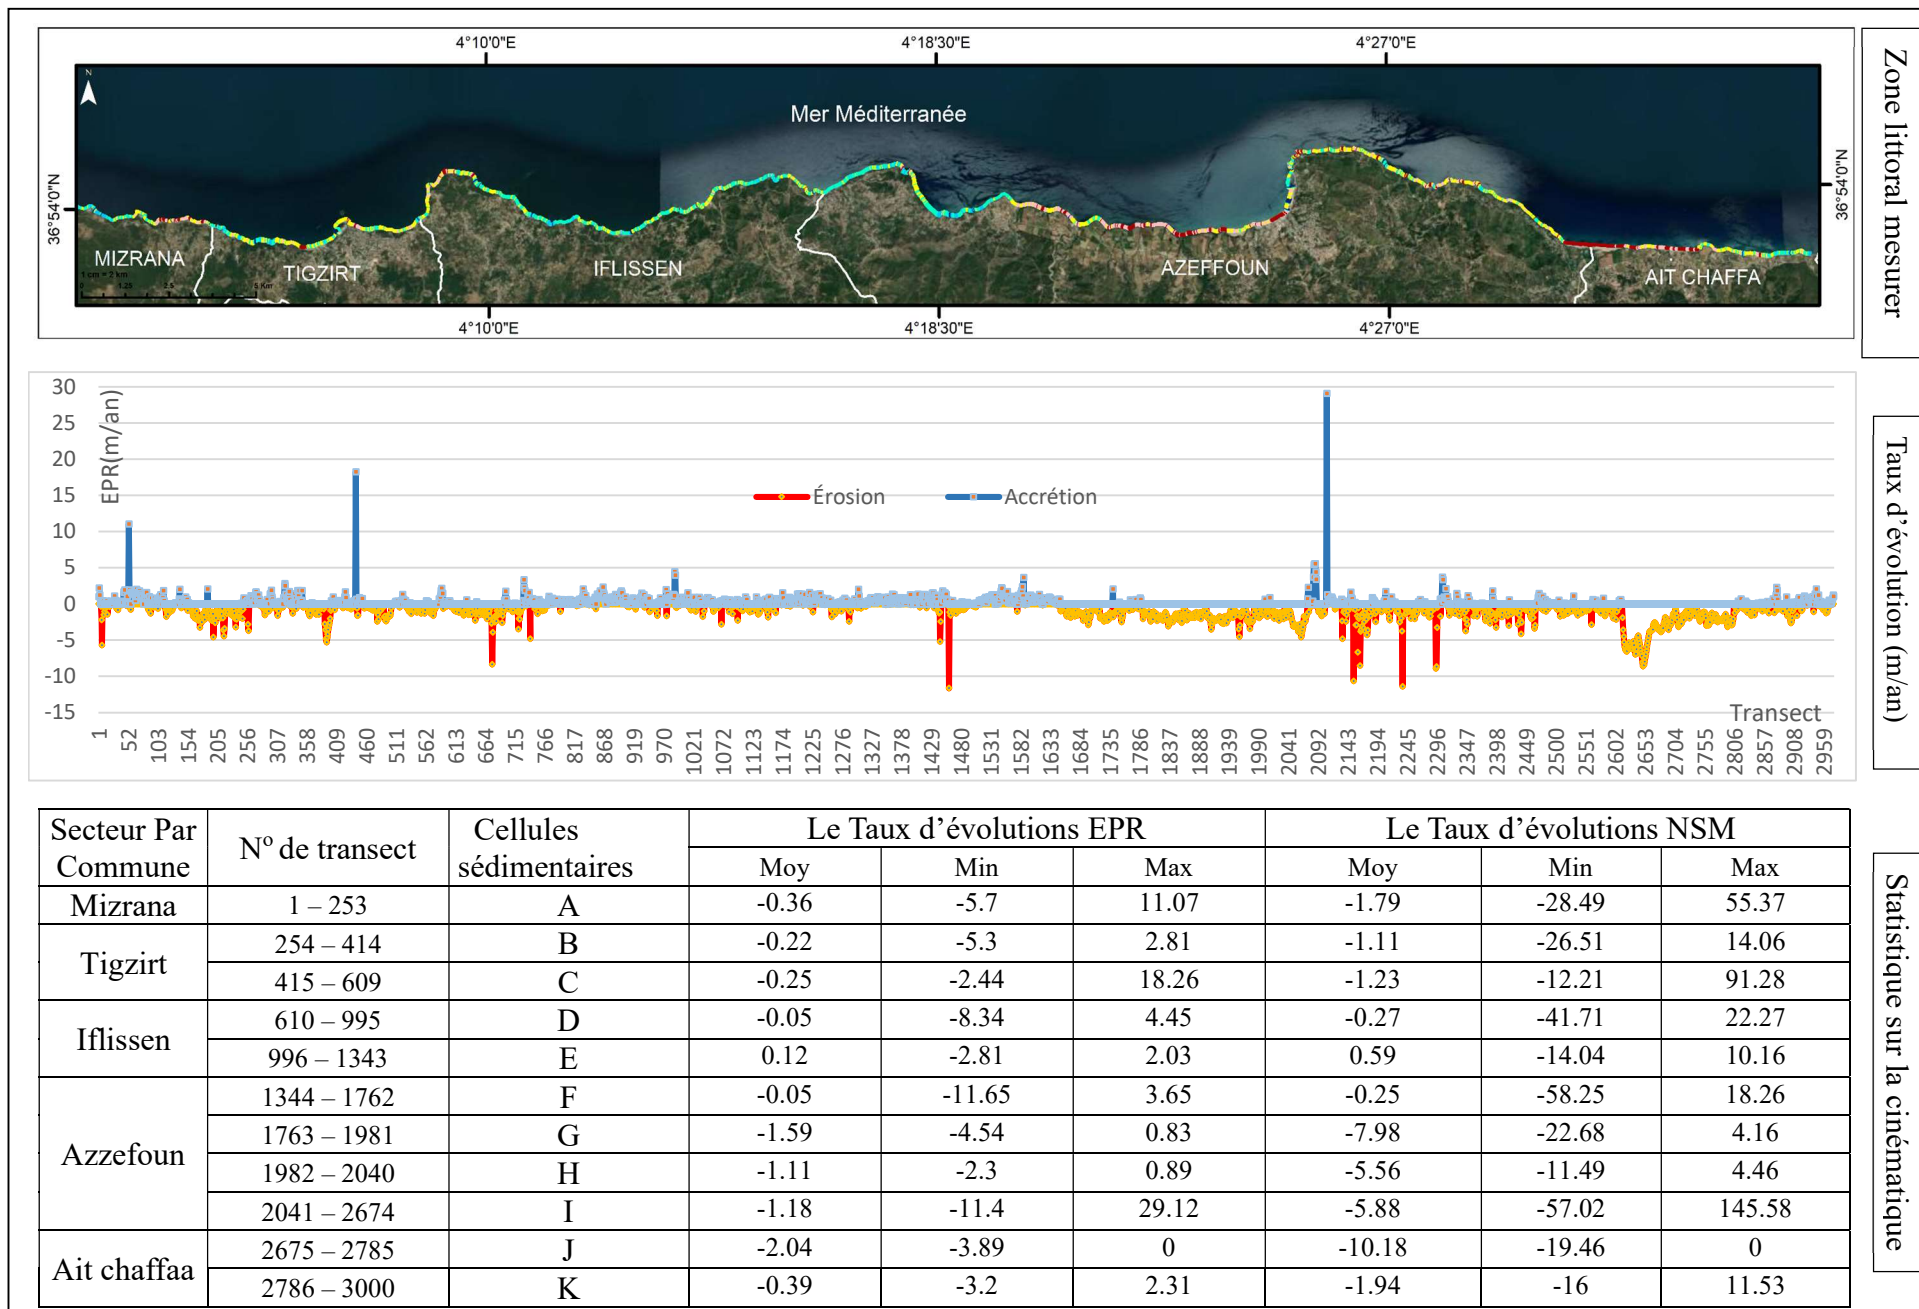 4°10'0"E 4°18'30"E 4°27'0"E
N
Mer Méditerranée
36°54'0"N
36°54'0"N
MIZRANA
TIGZIRT
IFLISSEN
AZEFFOUN
AIT CHAFFA
1 cm = 2 km
0 1.25 2.5 5 Km
4°10'0"E 4°18'30"E 4°27'0"E
Zone littoral mesurer
EPR(m/an)
30
25
20
15
10
5
0
-5
-10
-15
Érosion Accrétion
Transect
1 52 103 154 205 256 307 358 409 460 511 562 613 664 715 766 817 868 919 970 1021 1072 1123 1174 1225 1276 1327 1378 1429 1480 1531 1582 1633 1684 1735 1786 1837 1888 1939 1990 2041 2092 2143 2194 2245 2296 2347 2398 2449 2500 2551 2602 2653 2704 2755 2806 2857 2908 2959
Taux d'évolution (m/an)
Secteur Par Commune N° de transect Cellules sédimentaires Le Taux d'évolutions EPR Le Taux d'évolutions NSM
Moy Min Max Moy Min Max
Mizrana 1 – 253 A -0.36 -5.7 11.07 -1.79 -28.49 55.37
Tigzirt 254 – 414 B -0.22 -5.3 2.81 -1.11 -26.51 14.06
415 – 609 C -0.25 -2.44 18.26 -1.23 -12.21 91.28
Iflissen 610 – 995 D -0.05 -8.34 4.45 -0.27 -41.71 22.27
996 – 1343 E 0.12 -2.81 2.03 0.59 -14.04 10.16
Azzefoun 1344 – 1762 F -0.05 -11.65 3.65 -0.25 -58.25 18.26
1763 – 1981 G -1.59 -4.54 0.83 -7.98 -22.68 4.16
1982 – 2040 H -1.11 -2.3 0.89 -5.56 -11.49 4.46
2041 – 2674 I -1.18 -11.4 29.12 -5.88 -57.02 145.58
Ait chaffaa 2675 – 2785 J -2.04 -3.89 0 -10.18 -19.46 0
2786 – 3000 K -0.39 -3.2 2.31 -1.94 -16 11.53
Statistique sur la cinématique